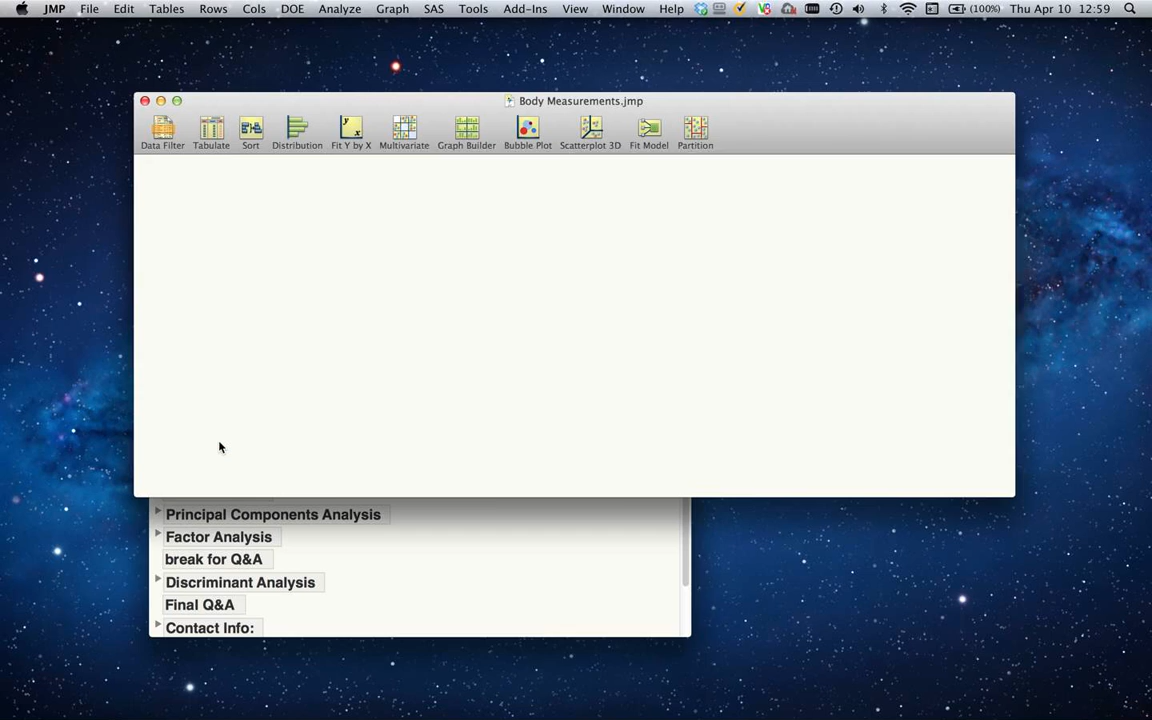 JMP File Edit Tables Rows Cols DOE Analyze Graph SAS Tools Add-Ins View Window Help (100%) Thu Apr 10 12:59
Body Measurements.jmp
Data Filter Tabulate Sort Distribution Fit Y by X Multivariate Graph Builder Bubble Plot Scatterplot 3D Fit Model Partition
Principal Components Analysis
Factor Analysis
break for Q&A
Discriminant Analysis
Final Q&A
Contact Info: